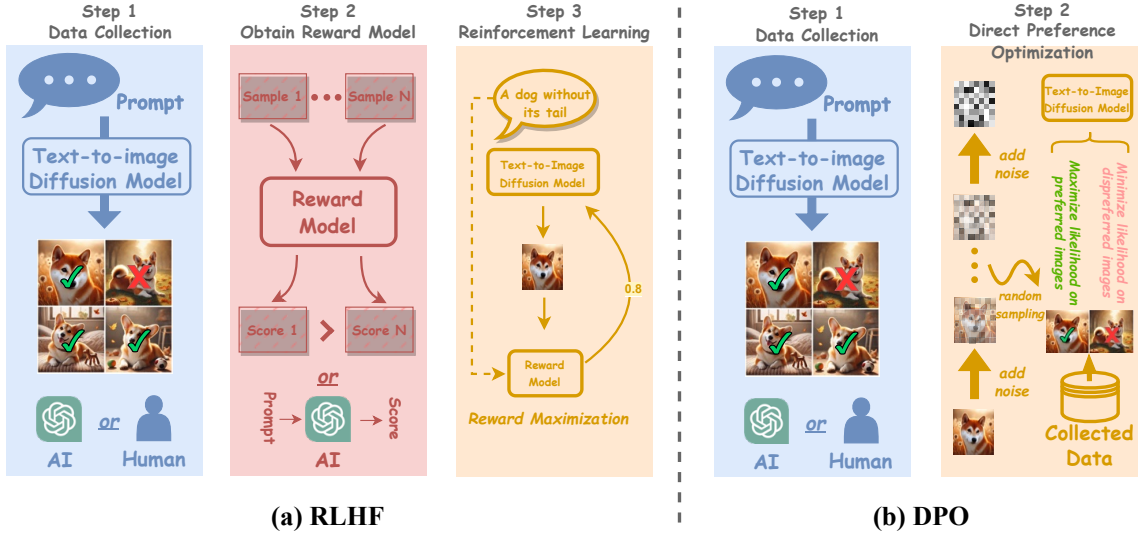 Step 1
Data Collection
Prompt
Text-to-image
Diffusion Model
AI
or
Human
Step 2
Obtain Reward Model
Sample 1
Sample N
Reward
Model
Score 1
>
Score N
or
Prompt
Score
AI
Step 3
Reinforcement Learning
A dog without
its tail
Text-to-Image
Diffusion Model
0.8
Reward
Model
Reward Maximization
(a) RLHF
Step 1
Data Collection
Prompt
Text-to-image
Diffusion Model
AI
or
Human
Step 2
Direct Preference
Optimization
Text-to-Image
Diffusion Model
add
noise
Maximize likelihood on
preferred images
Minimize likelihood on
dispreferred images
random
sampling
add
noise
Collected
Data
(b) DPO